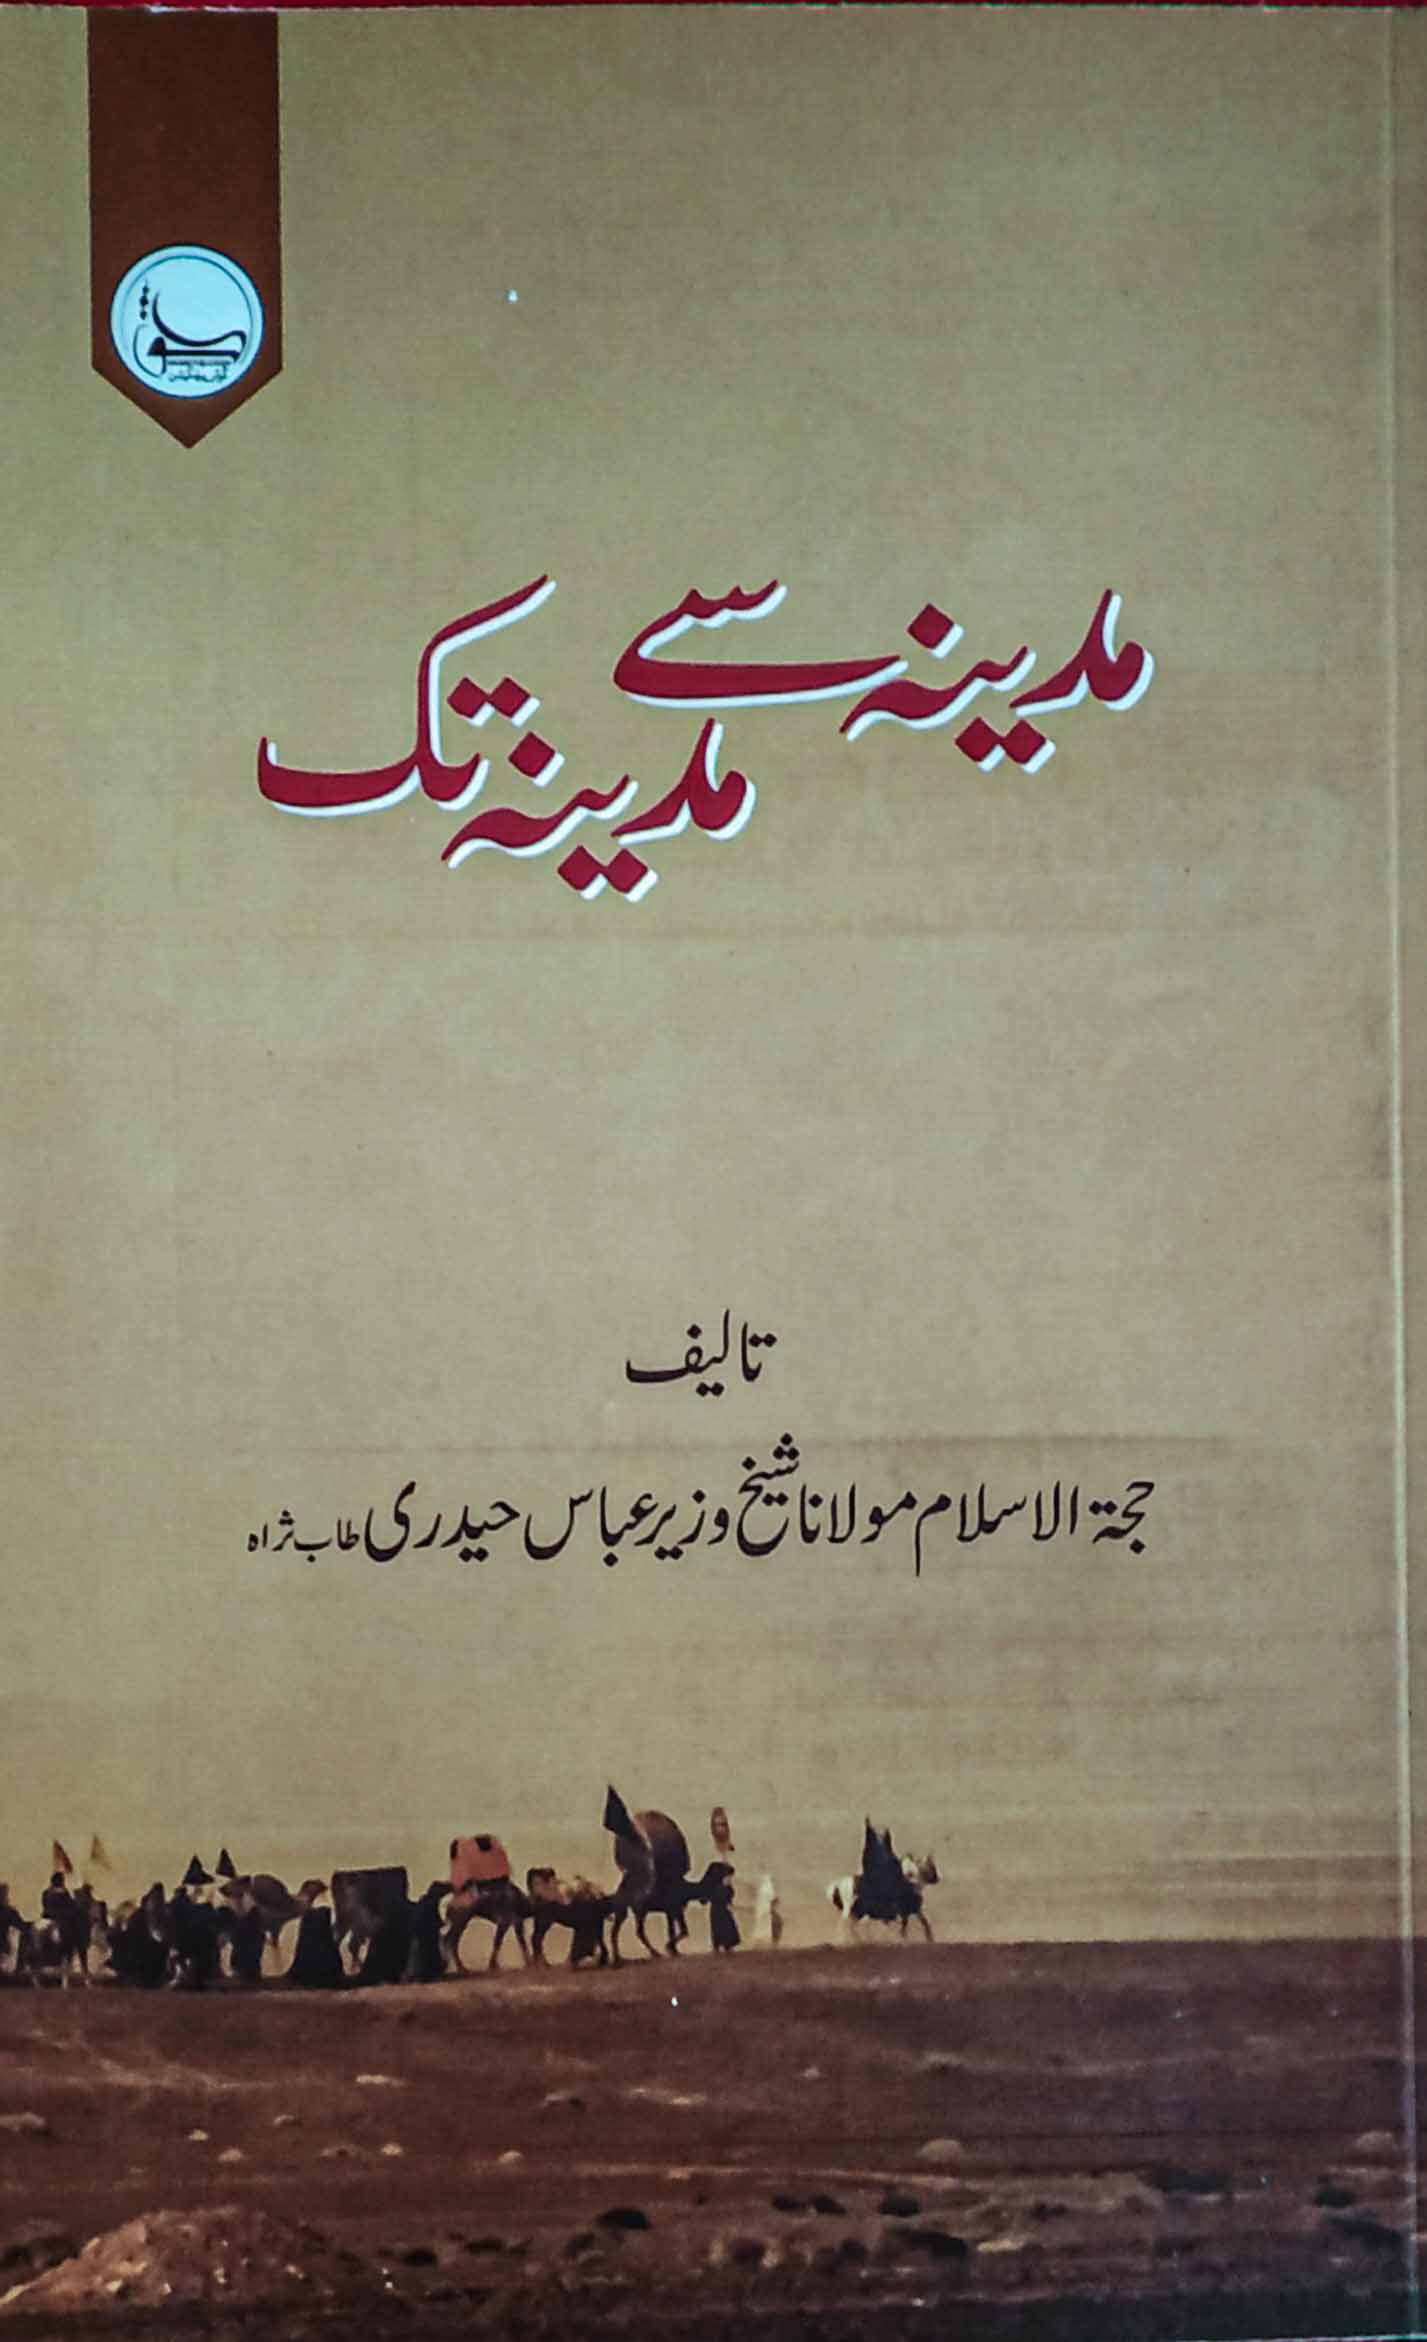 مدینہ سے
مدینہ تک
تالیف
حجۃ الاسلام مولانا شیخ وزیر عباس حیدری طاب ثراہ